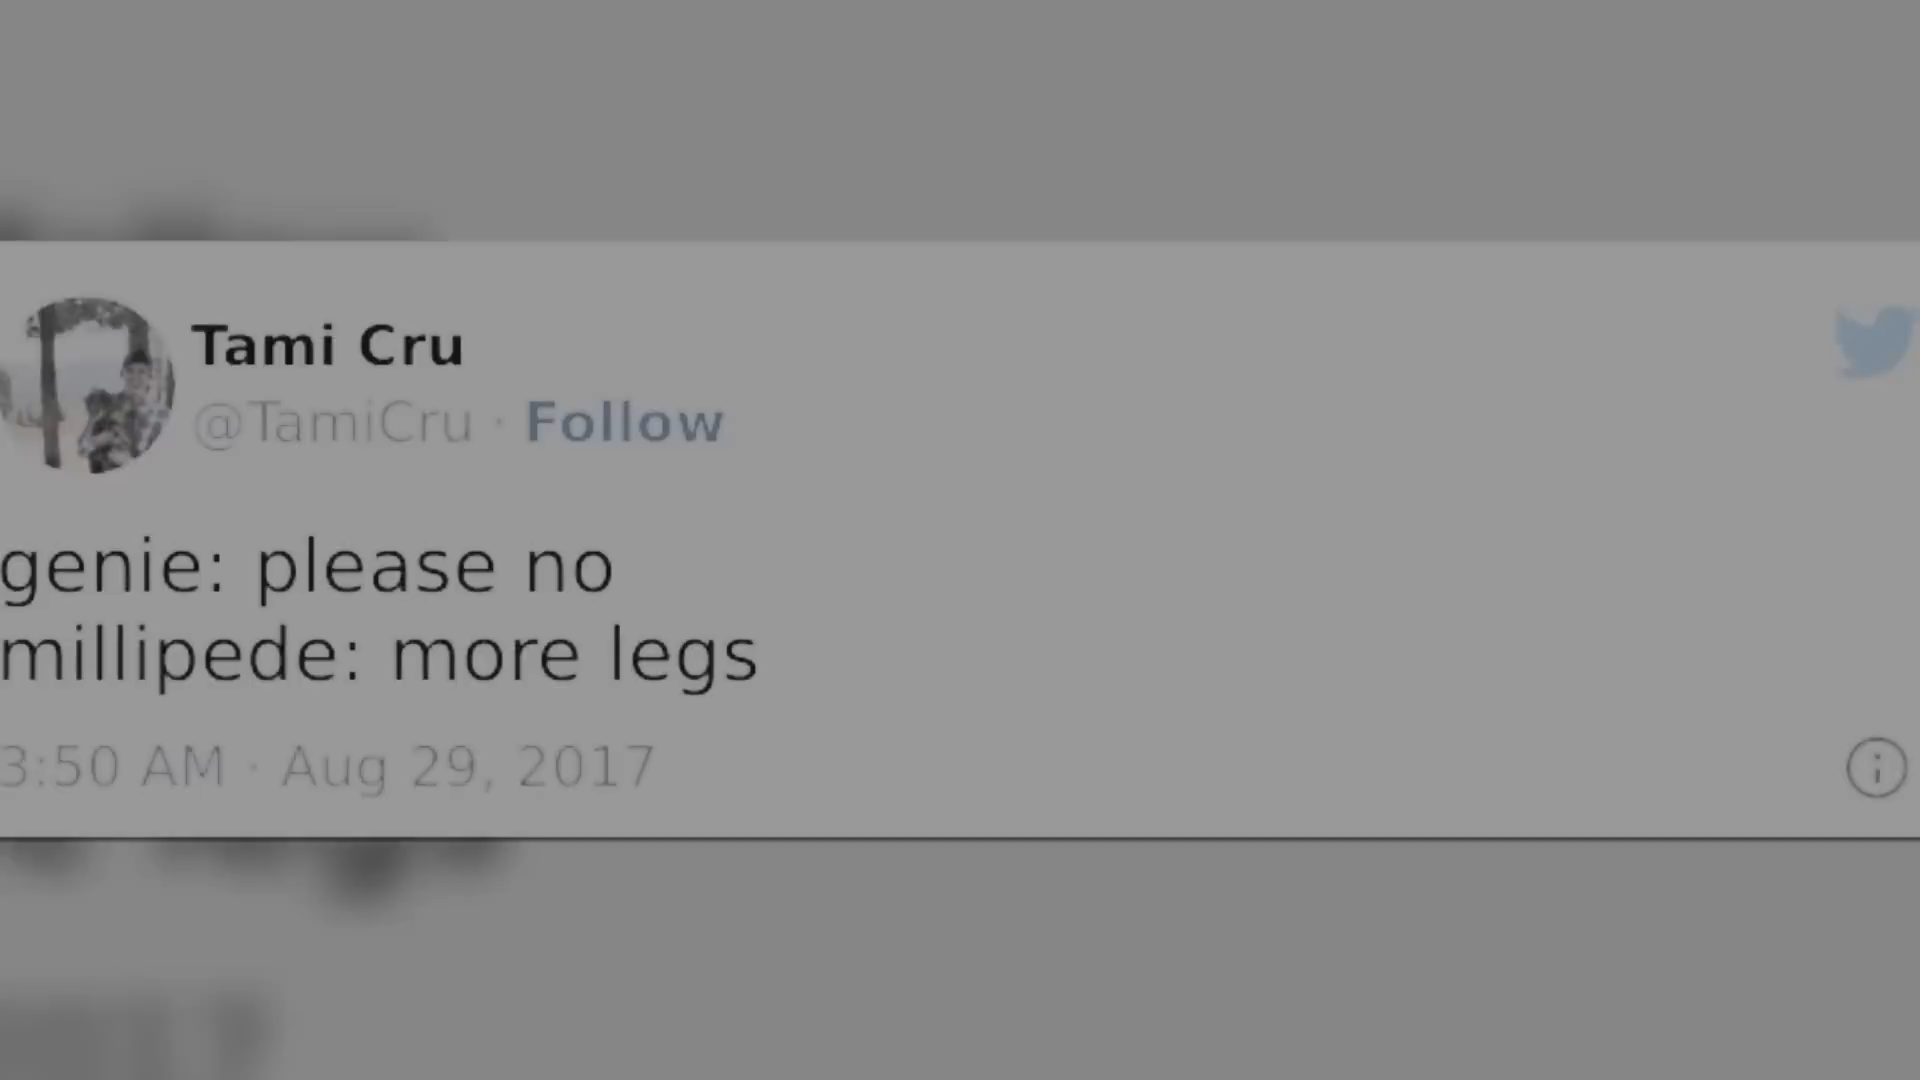 Tami Cru
@TamiCru · Follow
genie: please no
millipede: more legs
3:50 AM · Aug 29, 2017